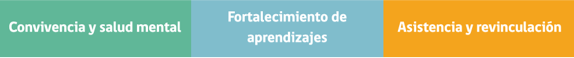 Convivencia y salud mental
Fortalecimiento de
aprendizajes
Asistencia y revinculación